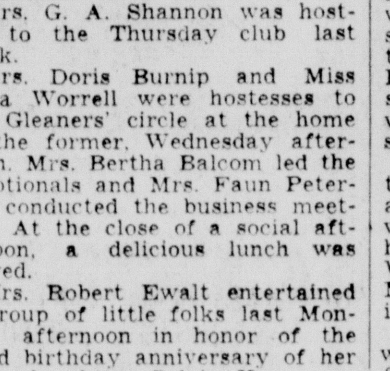 rs. G. A. Shannon was host-
to the Thursday club last
k.
rs. Doris Burnip and Miss
a Worrell were hostesses to
Gleaners' circle at the home
the former, Wednesday after-
n. Mrs. Bertha Balcom led the
otionals and Mrs. Faun Peter-
conducted the business meet-
At the close of a social aft-
oon, a delicious lunch was
ved.
rs. Robert Ewalt entertained
roup of little folks last Mon-
afternoon in honor of the
d birthday anniversary of her